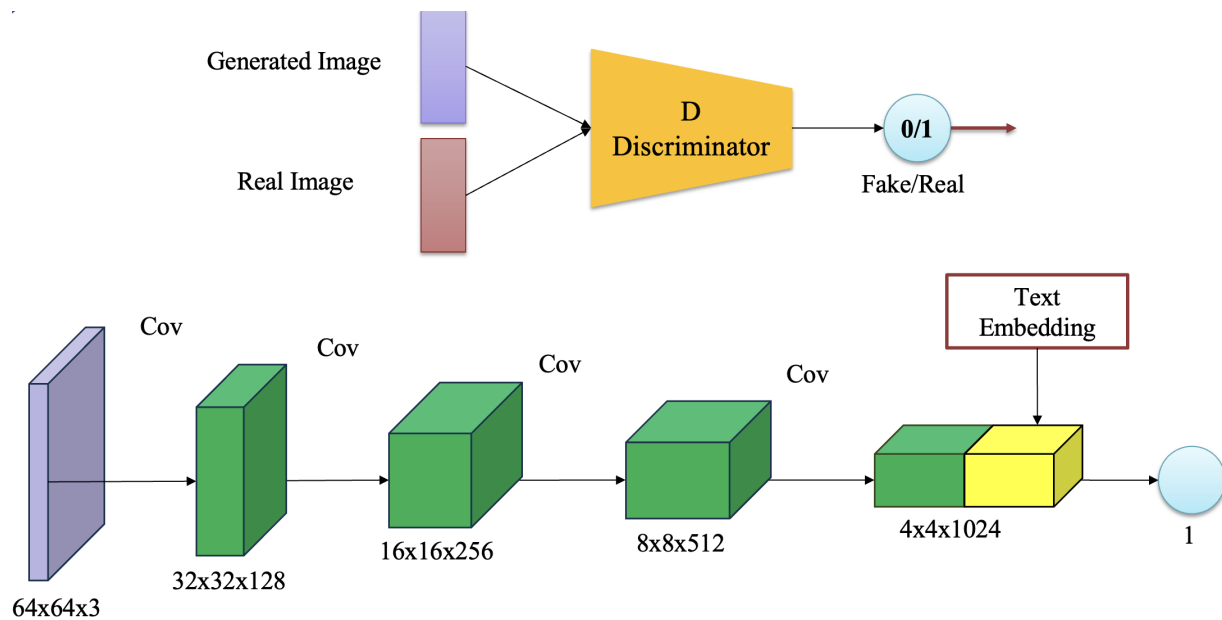 Generated Image
Real Image
D
Discriminator
0/1
Fake/Real
Cov
Cov
Cov
Cov
Text
Embedding
64x64x3
32x32x128
16x16x256
8x8x512
4x4x1024
1